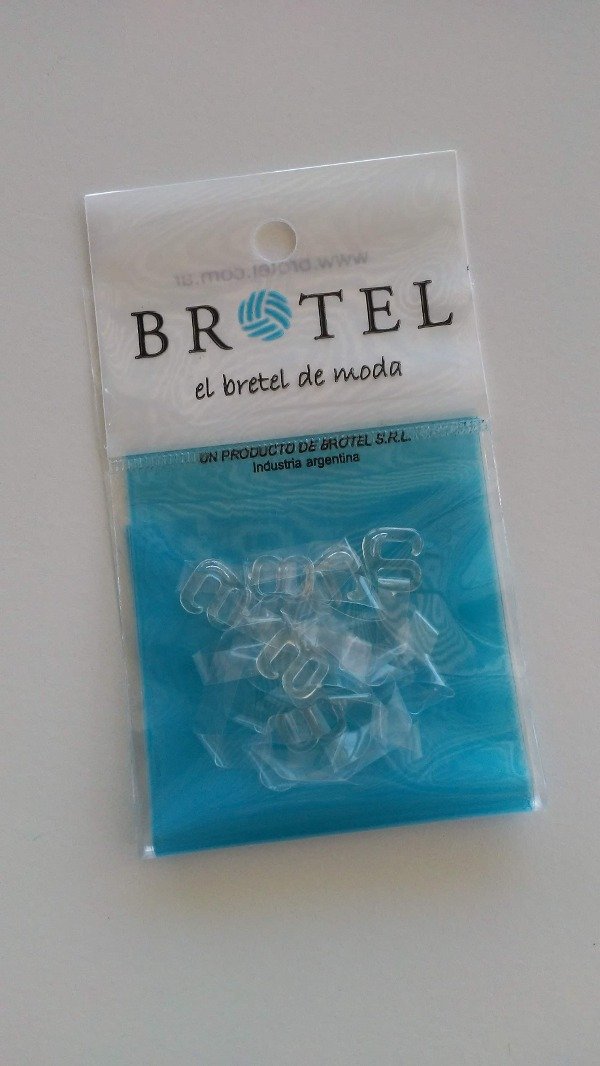 www.brotel.com.ar
BROTEL
el bretel de moda
UN PRODUCTO DE BROTEL S.R.L.
Industria argentina